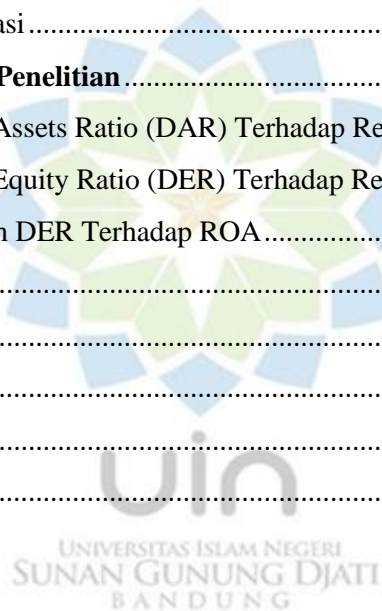 asi................................
Penelitian................................
Assets Ratio (DAR) Terhadap Re
Equity Ratio (DER) Terhadap Re
n DER Terhadap ROA....................
................................
................................
................................
................................
................................
uin
UNIVERSITAS ISLAM NEGERI
SUNAN GUNUNG DJATI
BANDUNG